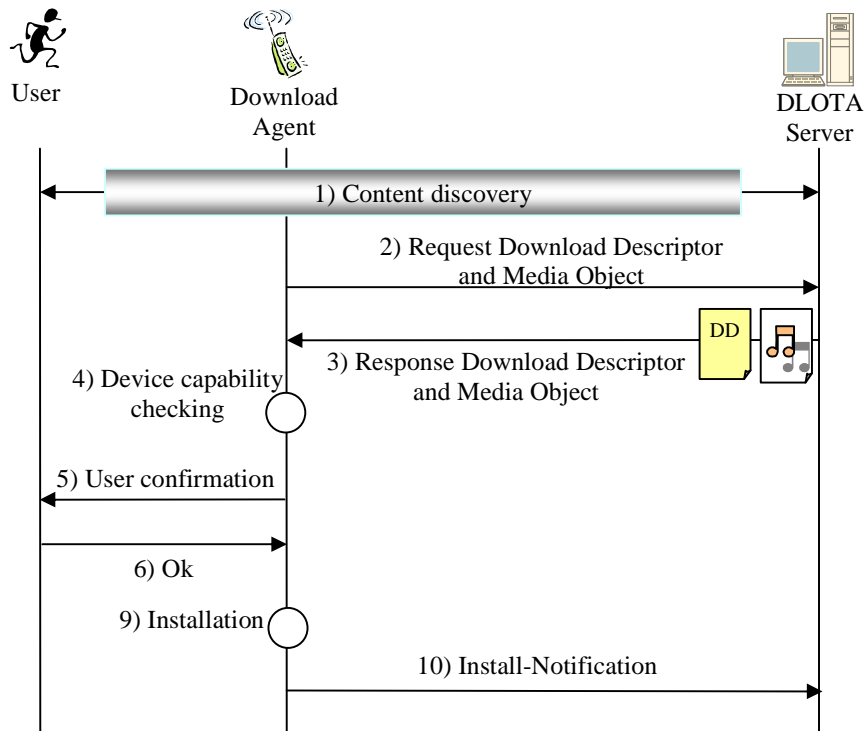 User
Download
Agent
DLOTA
Server
1) Content discovery
2) Request Download Descriptor
and Media Object
DD
3) Response Download Descriptor
and Media Object
4) Device capability
checking
5) User confirmation
6) Ok
9) Installation
10) Install-Notification